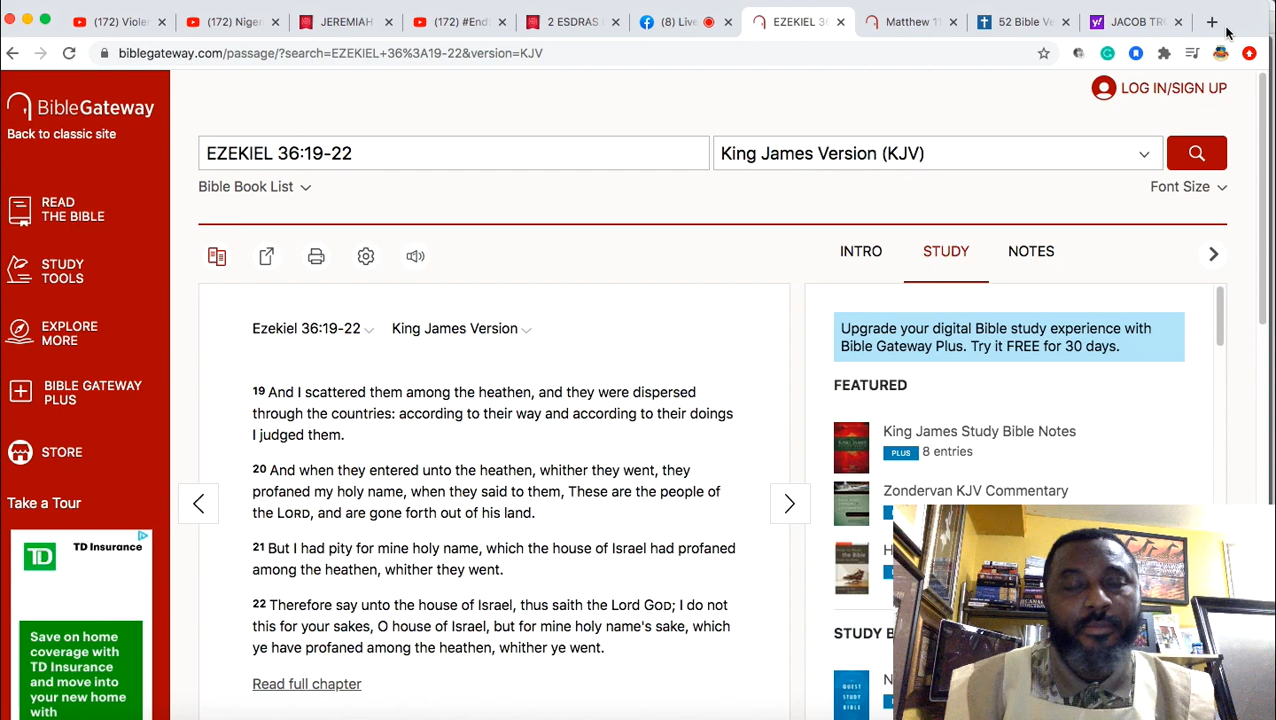 (172) Viole
(172) Niger
JEREMIAH
(172) #End
2 ESDRAS
(8) Live
EZEKIEL 36
Matthew 11
52 Bible Ve
JACOB TR
biblegateway.com/passage/?search=EZEKIEL+36%3A19-22&version=KJV
BibleGateway
Back to classic site
LOG IN/SIGN UP
EZEKIEL 36:19-22
King James Version (KJV)
Bible Book List
Font Size
READ
THE BIBLE
STUDY
TOOLS
EXPLORE
MORE
BIBLE GATEWAY
PLUS
STORE
Take a Tour
TD
TD Insurance
Save on home
coverage with
TD Insurance
and move into
your new home
with
INTRO
STUDY
NOTES
Ezekiel 36:19-22
King James Version
19 And I scattered them among the heathen, and they were dispersed
through the countries: according to their way and according to their doings
I judged them.
20 And when they entered unto the heathen, whither they went, they
profaned my holy name, when they said to them, These are the people of
the LORD, and are gone forth out of his land.
21 But I had pity for mine holy name, which the house of Israel had profaned
among the heathen, whither they went.
22 Therefore say unto the house of Israel, thus saith the Lord GOD; I do not
this for your sakes, O house of Israel, but for mine holy name's sake, which
ye have profaned among the heathen, whither ye went.
Read full chapter
Upgrade your digital Bible study experience with
Bible Gateway Plus. Try it FREE for 30 days.
FEATURED
King James Study Bible Notes
PLUS 8 entries
Zondervan KJV Commentary
STUDY B
QUEST
STUDY
BIBLE